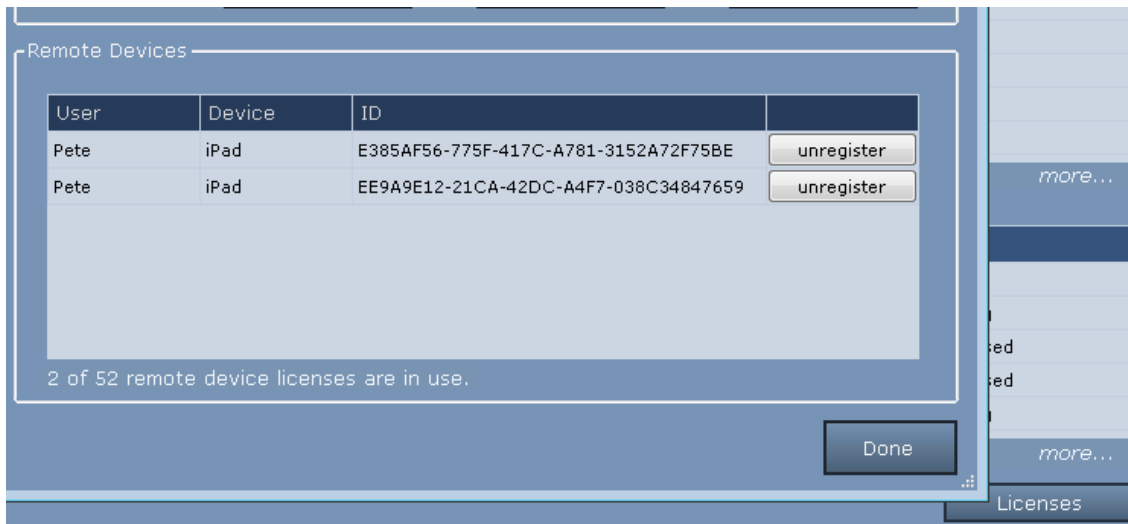 Remote Devices
User Device ID
Pete iPad E385AF56-775F-417C-A781-3152A72F75BE unregister
Pete iPad EE9A9E12-21CA-42DC-A4F7-038C34847659 unregister
2 of 52 remote device licenses are in use.
Done
more...
more...
Licenses